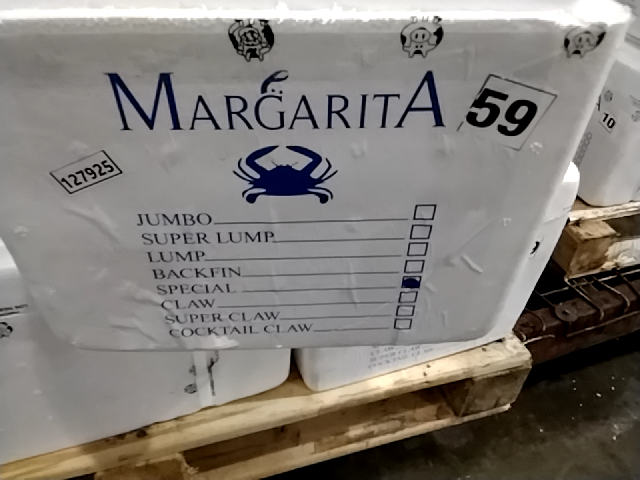 MARGARITA
59
127925
JUMBO
SUPER LUMP
LUMP
BACKFIN
SPECIAL
CLAW
SUPER CLAW
COCKTAIL CLAW
10